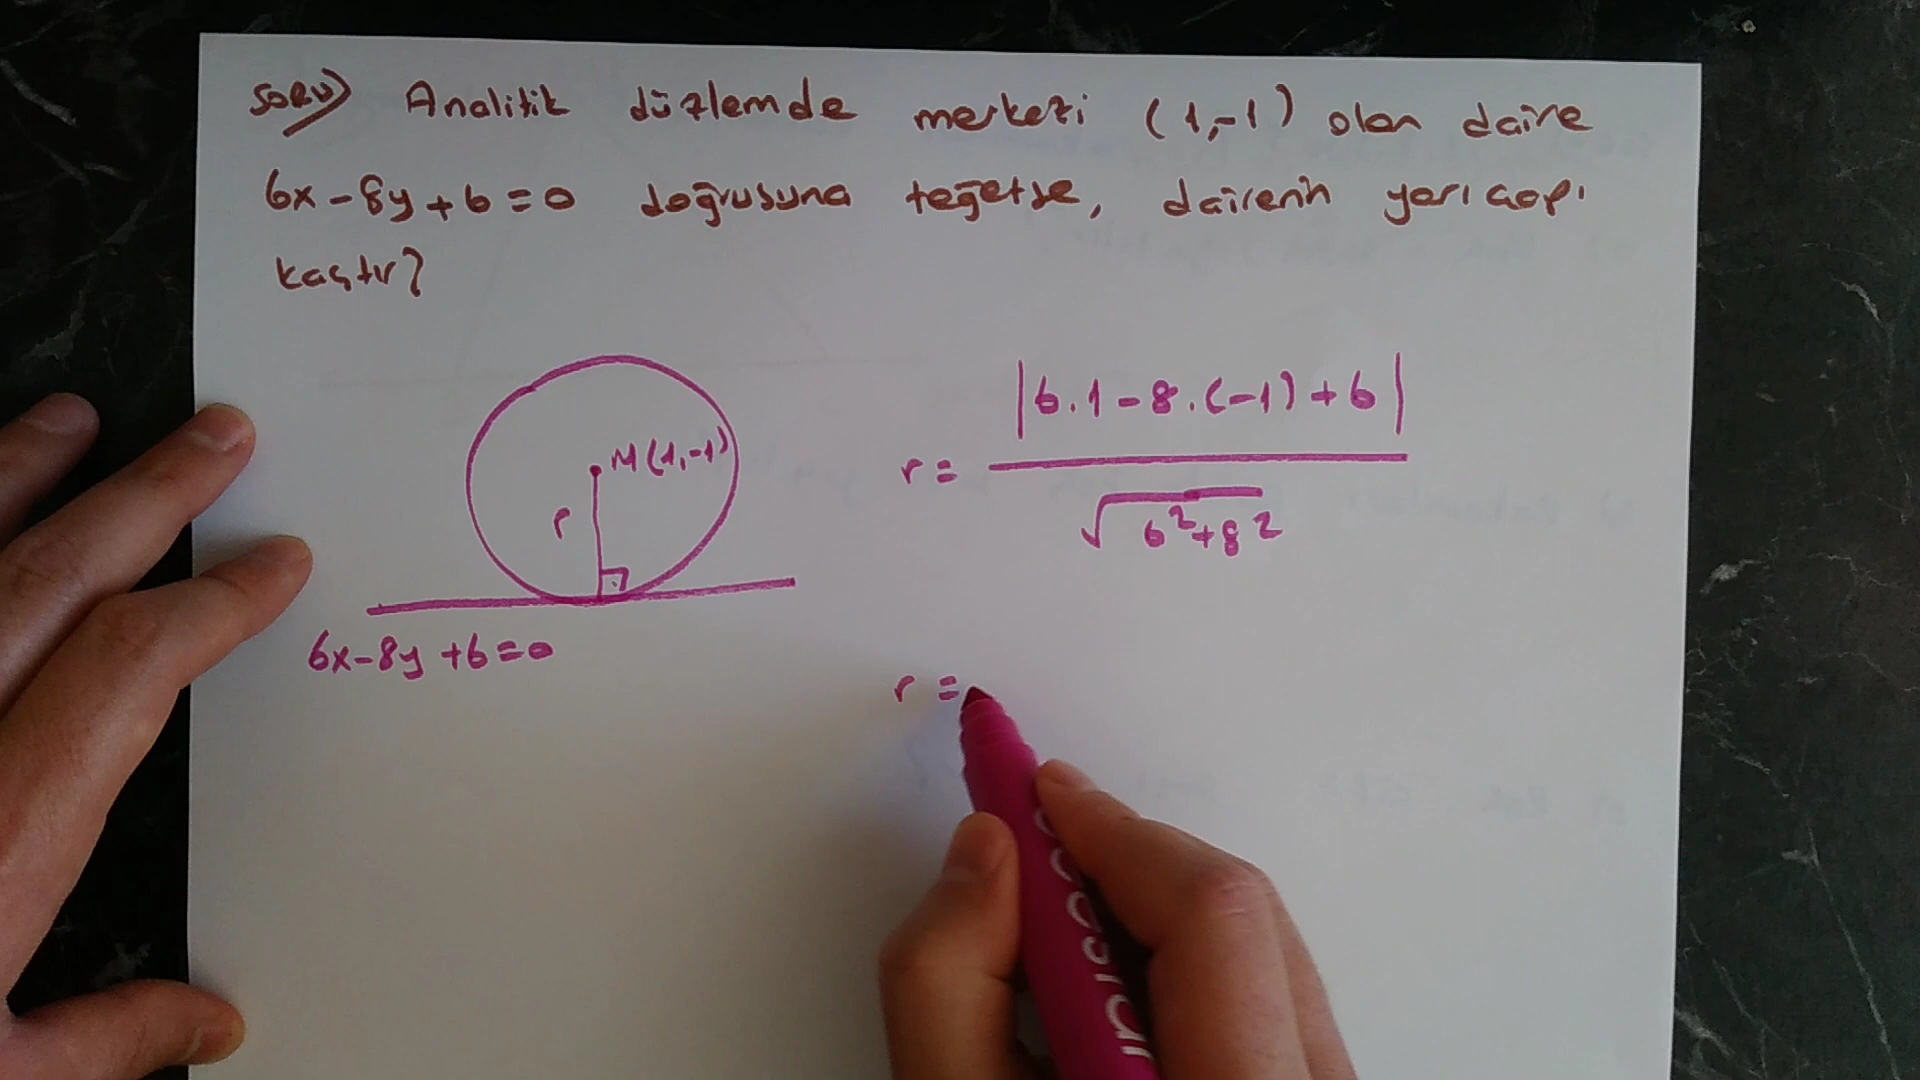 SORU) Analitik düzlemde merkezi (1,-1) olan daire
6x-8y+6=0 doğrusuna teğetse, dairenin yarıçapı
kaçtır?
M(1,-1)
r
6x-8y+6=0
|6.1-8.(-1)+6|
r=
√6²+8²
r =